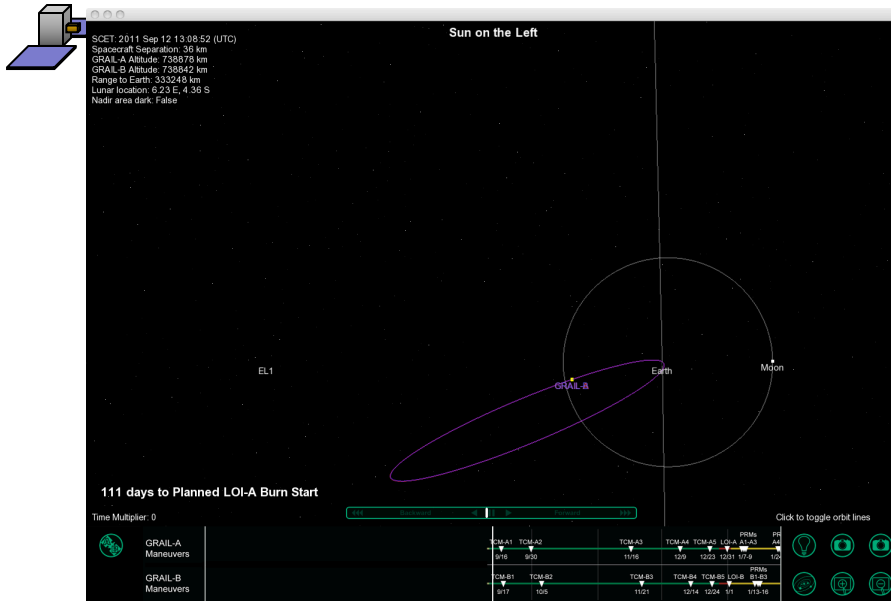 Sun on the Left
SCET: 2011 Sep 12 13:08:52 (UTC)
Spacecraft Separation: 36 km
GRAIL-A Altitude: 738878 km
GRAIL-B Altitude: 738842 km
Range to Earth: 333248 km
Lunar location: 6.23 E, 4.36 S
Nadir area dark: False
EL1
Earth
Moon
111 days to Planned LOI-A Burn Start
Time Multiplier: 0
Backward
Forward
Click to toggle orbit lines
GRAIL-A
Maneuvers
TCM-A1 TCM-A2 TCM-A3 TCM-A4 TCM-A5 LOI-A PRMs A1-A3
9/16 9/30 11/16 12/9 12/23 12/31 1/7-9
GRAIL-B
Maneuvers
TCM-B1 TCM-B2 TCM-B3 TCM-B4 TCM-B5 LOI-B PRMs B1-B3
9/17 10/5 11/21 12/14 12/24 1/1 1/13-16